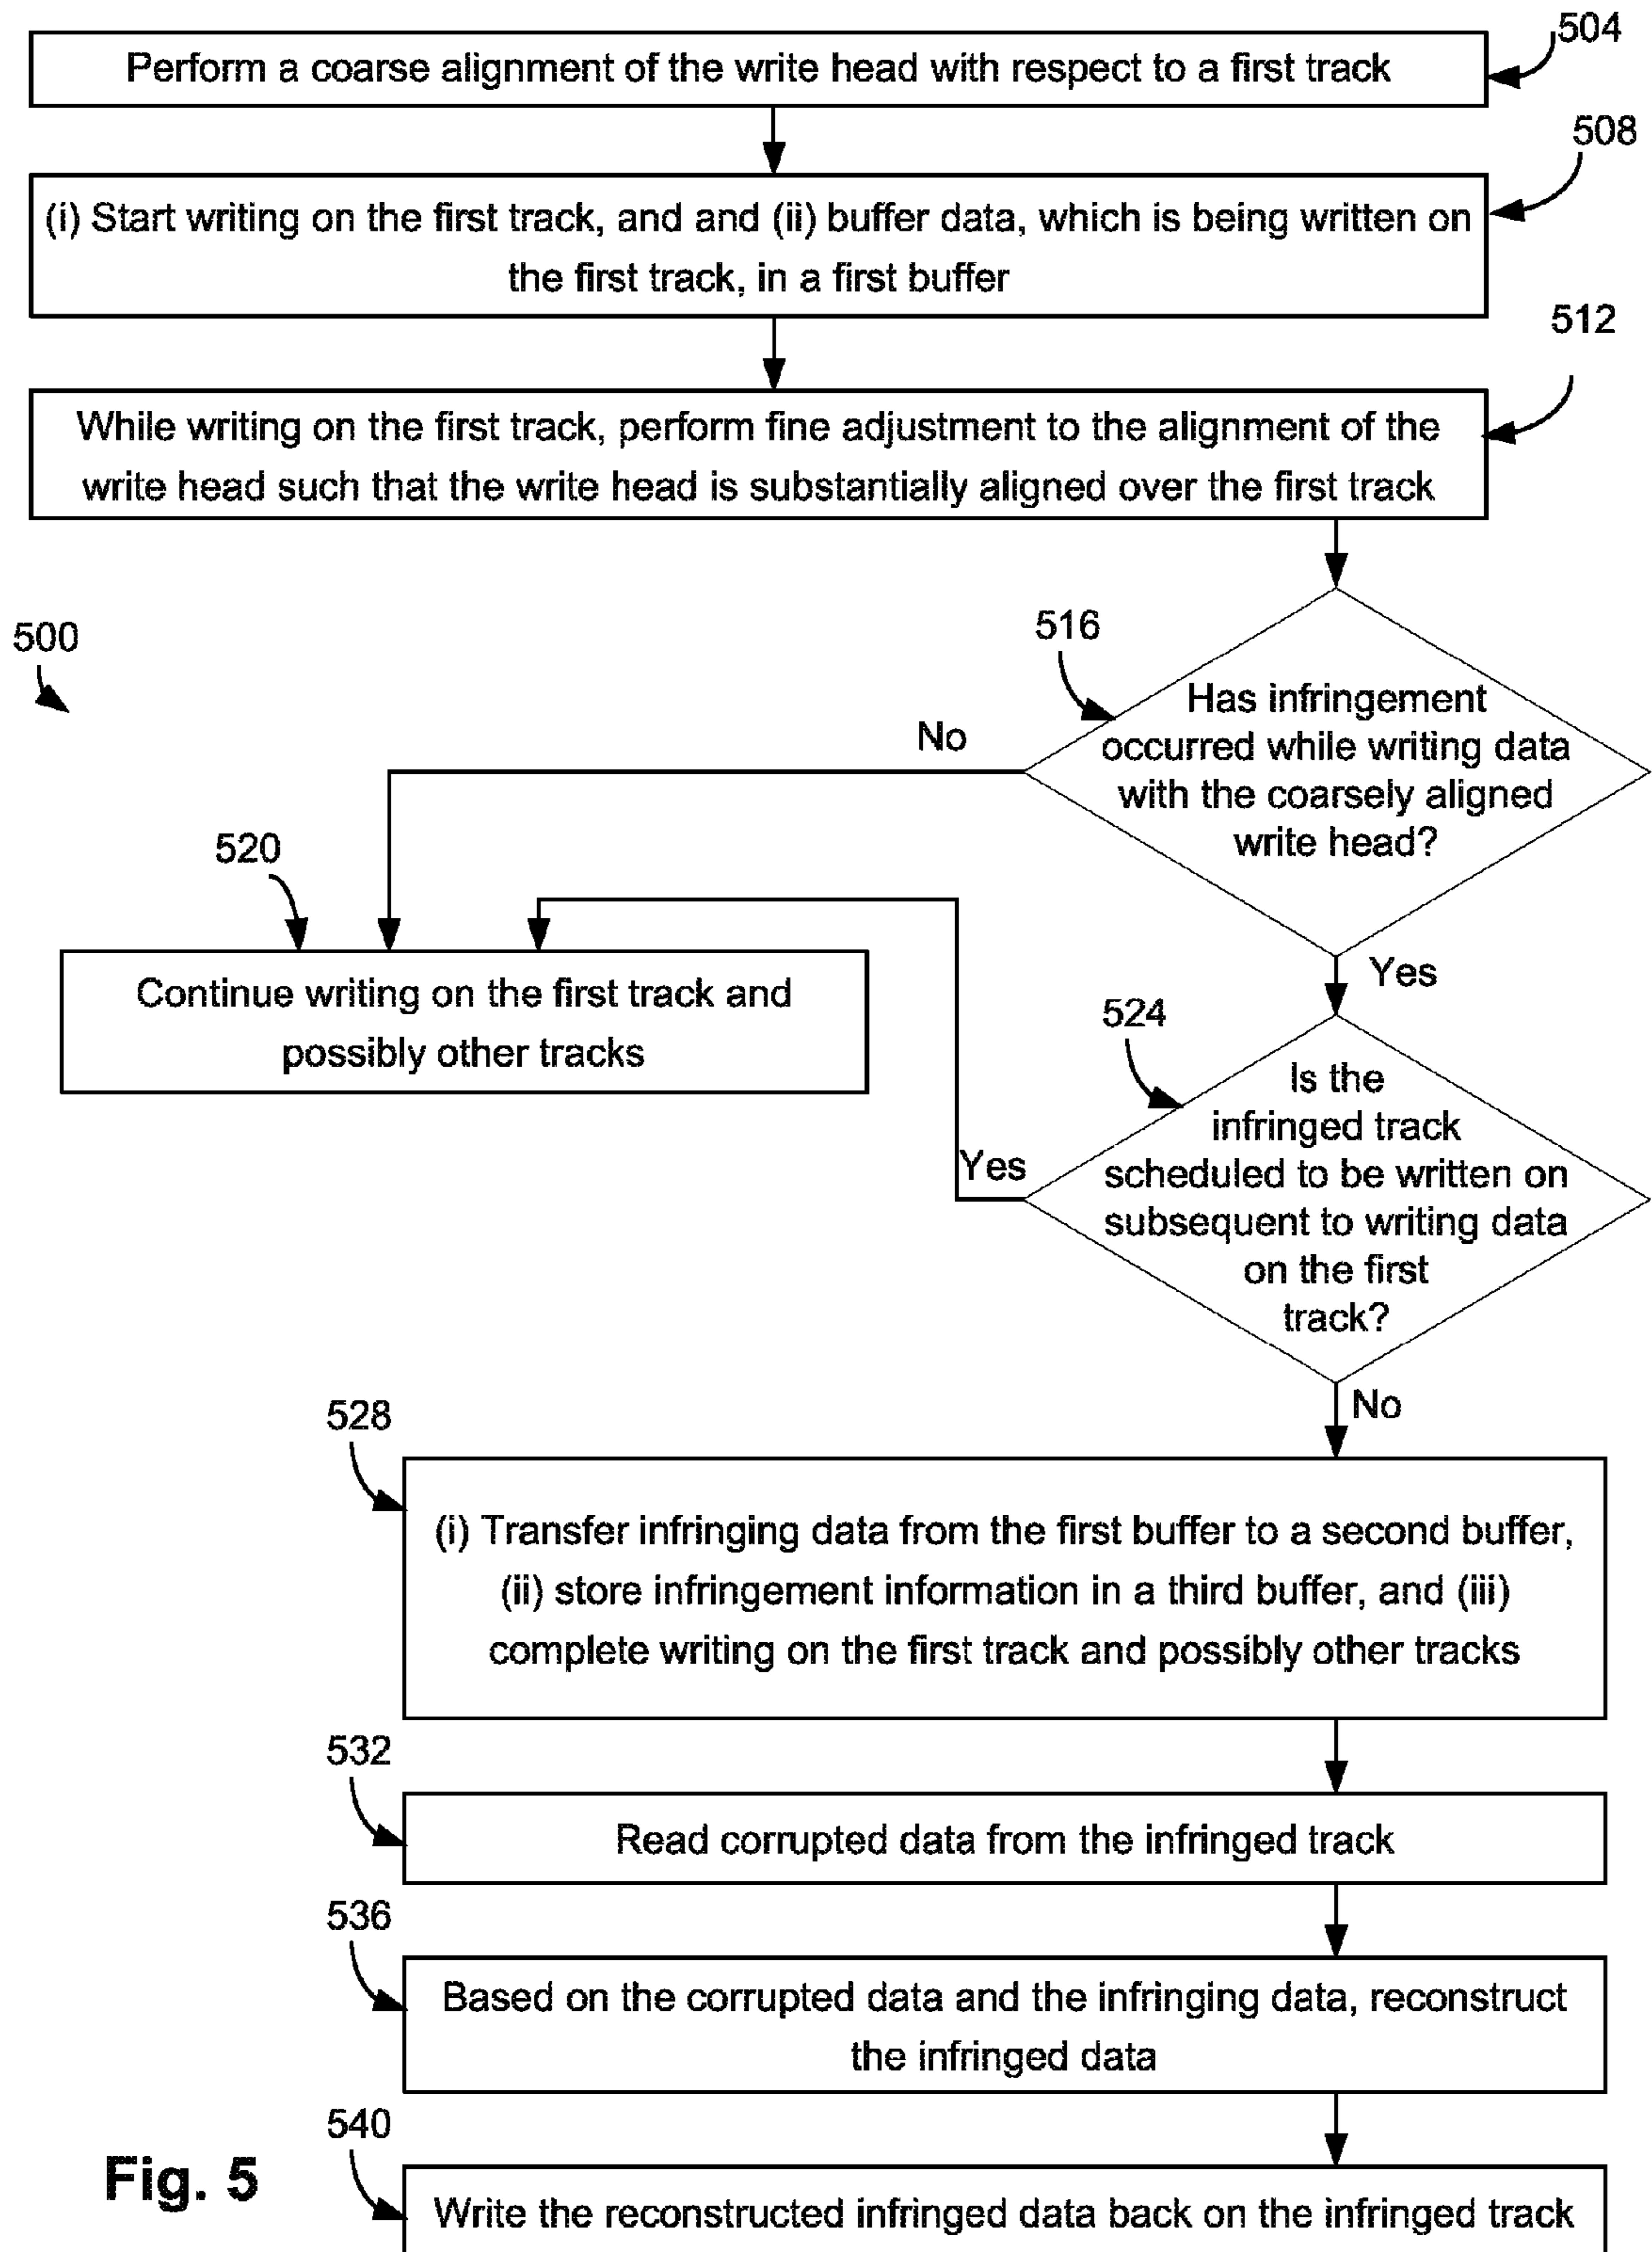 504
Perform a coarse alignment of the write head with respect to a first track
508
(i) Start writing on the first track, and and (ii) buffer data, which is being written on
the first track, in a first buffer
512
While writing on the first track, perform fine adjustment to the alignment of the
write head such that the write head is substantially aligned over the first track
500
516
Has infringement
occurred while writing data
with the coarsely aligned
write head?
No
520
Yes
Continue writing on the first track and
possibly other tracks
524
Is the
infringed track
scheduled to be written on
subsequent to writing data
on the first
track?
Yes
No
528
(i) Transfer infringing data from the first buffer to a second buffer,
(ii) store infringement information in a third buffer, and (iii)
complete writing on the first track and possibly other tracks
532
Read corrupted data from the infringed track
536
Based on the corrupted data and the infringing data, reconstruct
the infringed data
540
Write the reconstructed infringed data back on the infringed track
Fig. 5